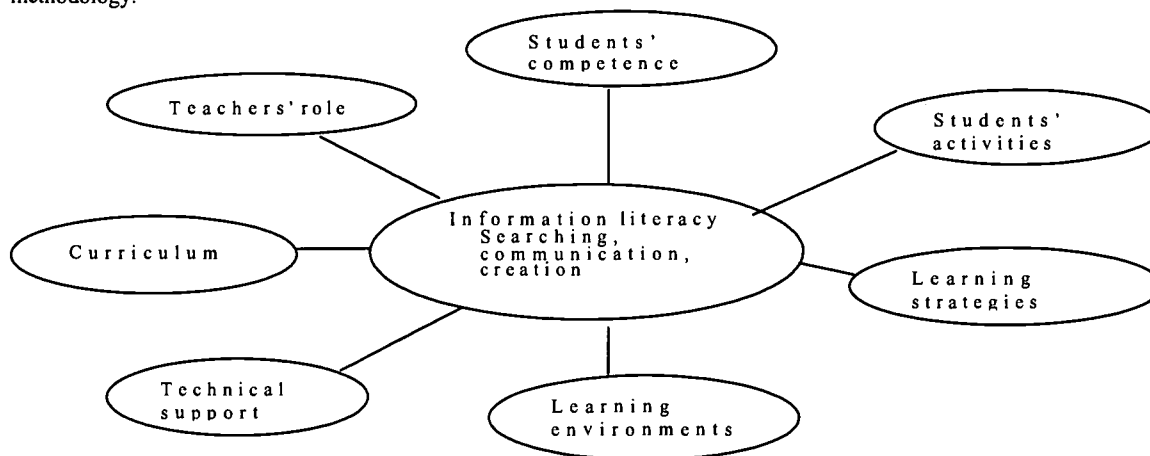 methodology.
Students'
competence
Teachers' role
Students'
activities
Information literacy
Searching,
communication,
creation
Curriculum
Learning
strategies
Technical
support
Learning
environments